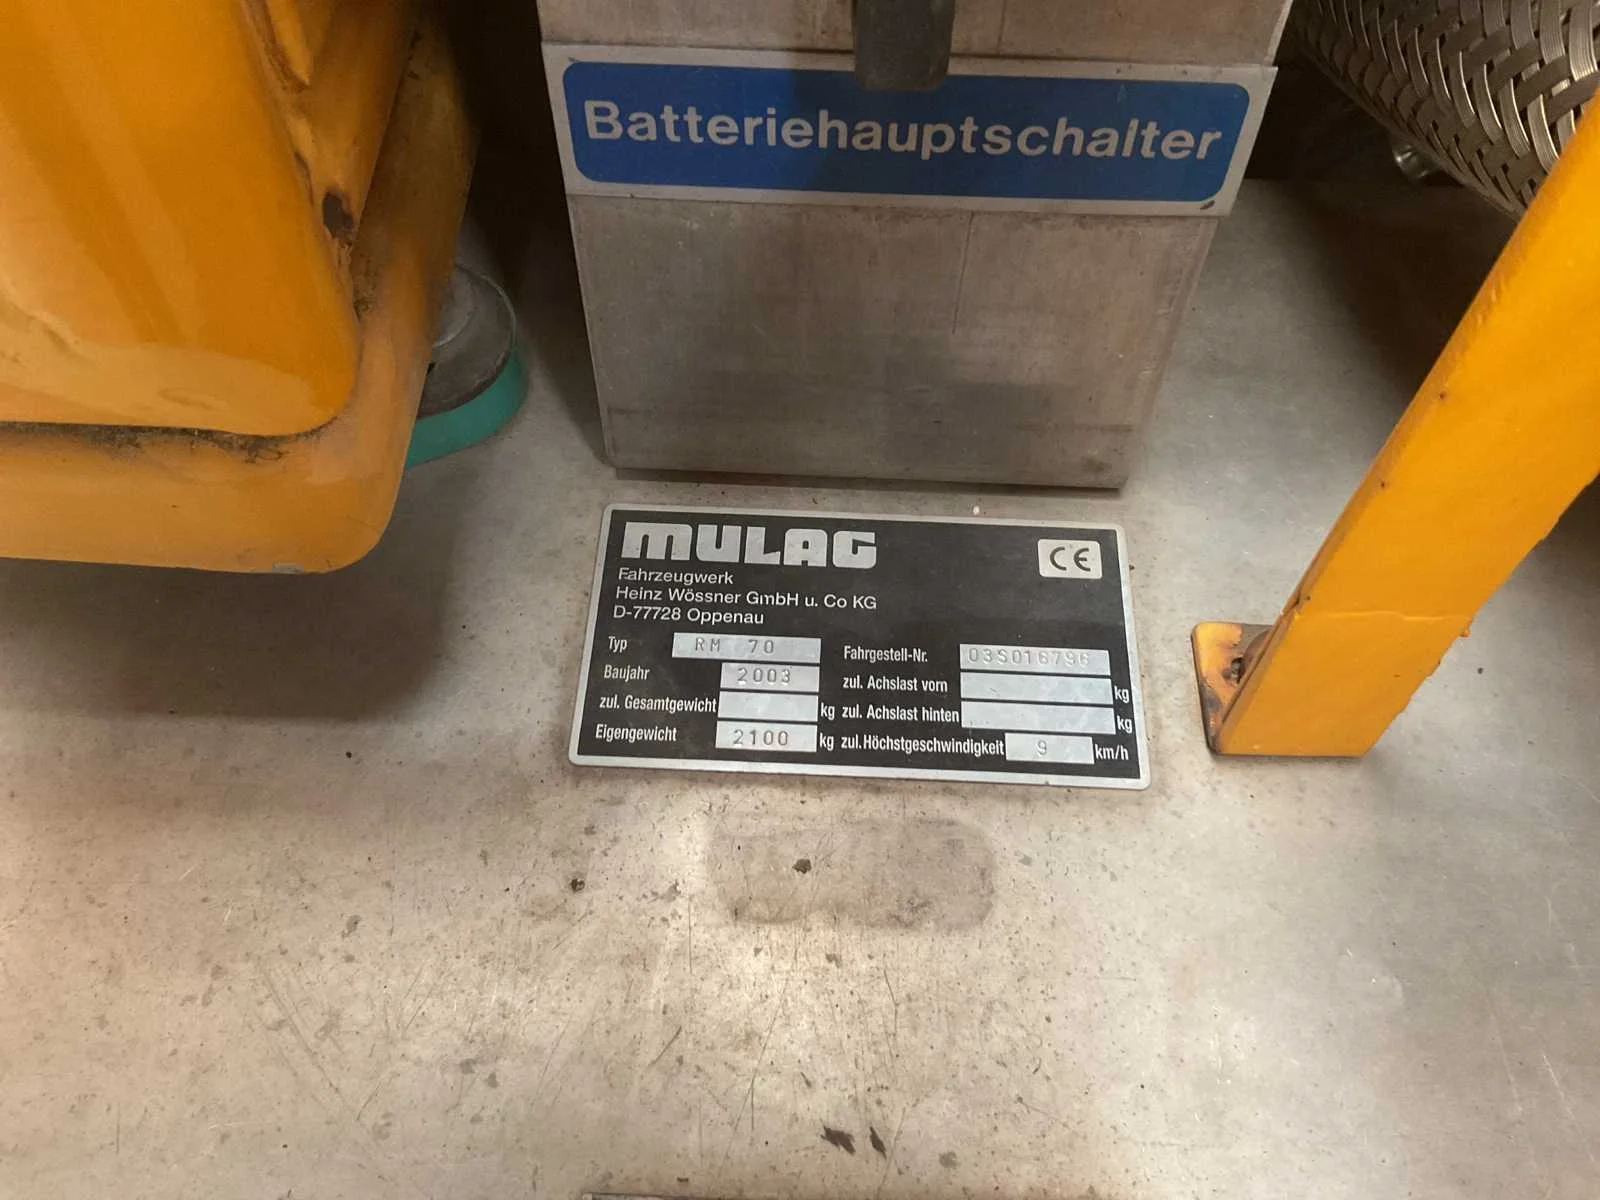 Batteriehauptschalter
MULAG
CE
Fahrzeugwerk
Heinz Wössner GmbH u. Co KG
D-77728 Oppenau
Typ RM 70 Fahrgestell-Nr. 03S016796
Baujahr 2003 zul. Achslast vorn kg
zul. Gesamtgewicht kg zul. Achslast hinten kg
Eigengewicht 2100 kg zul. Höchstgeschwindigkeit 9 km/h